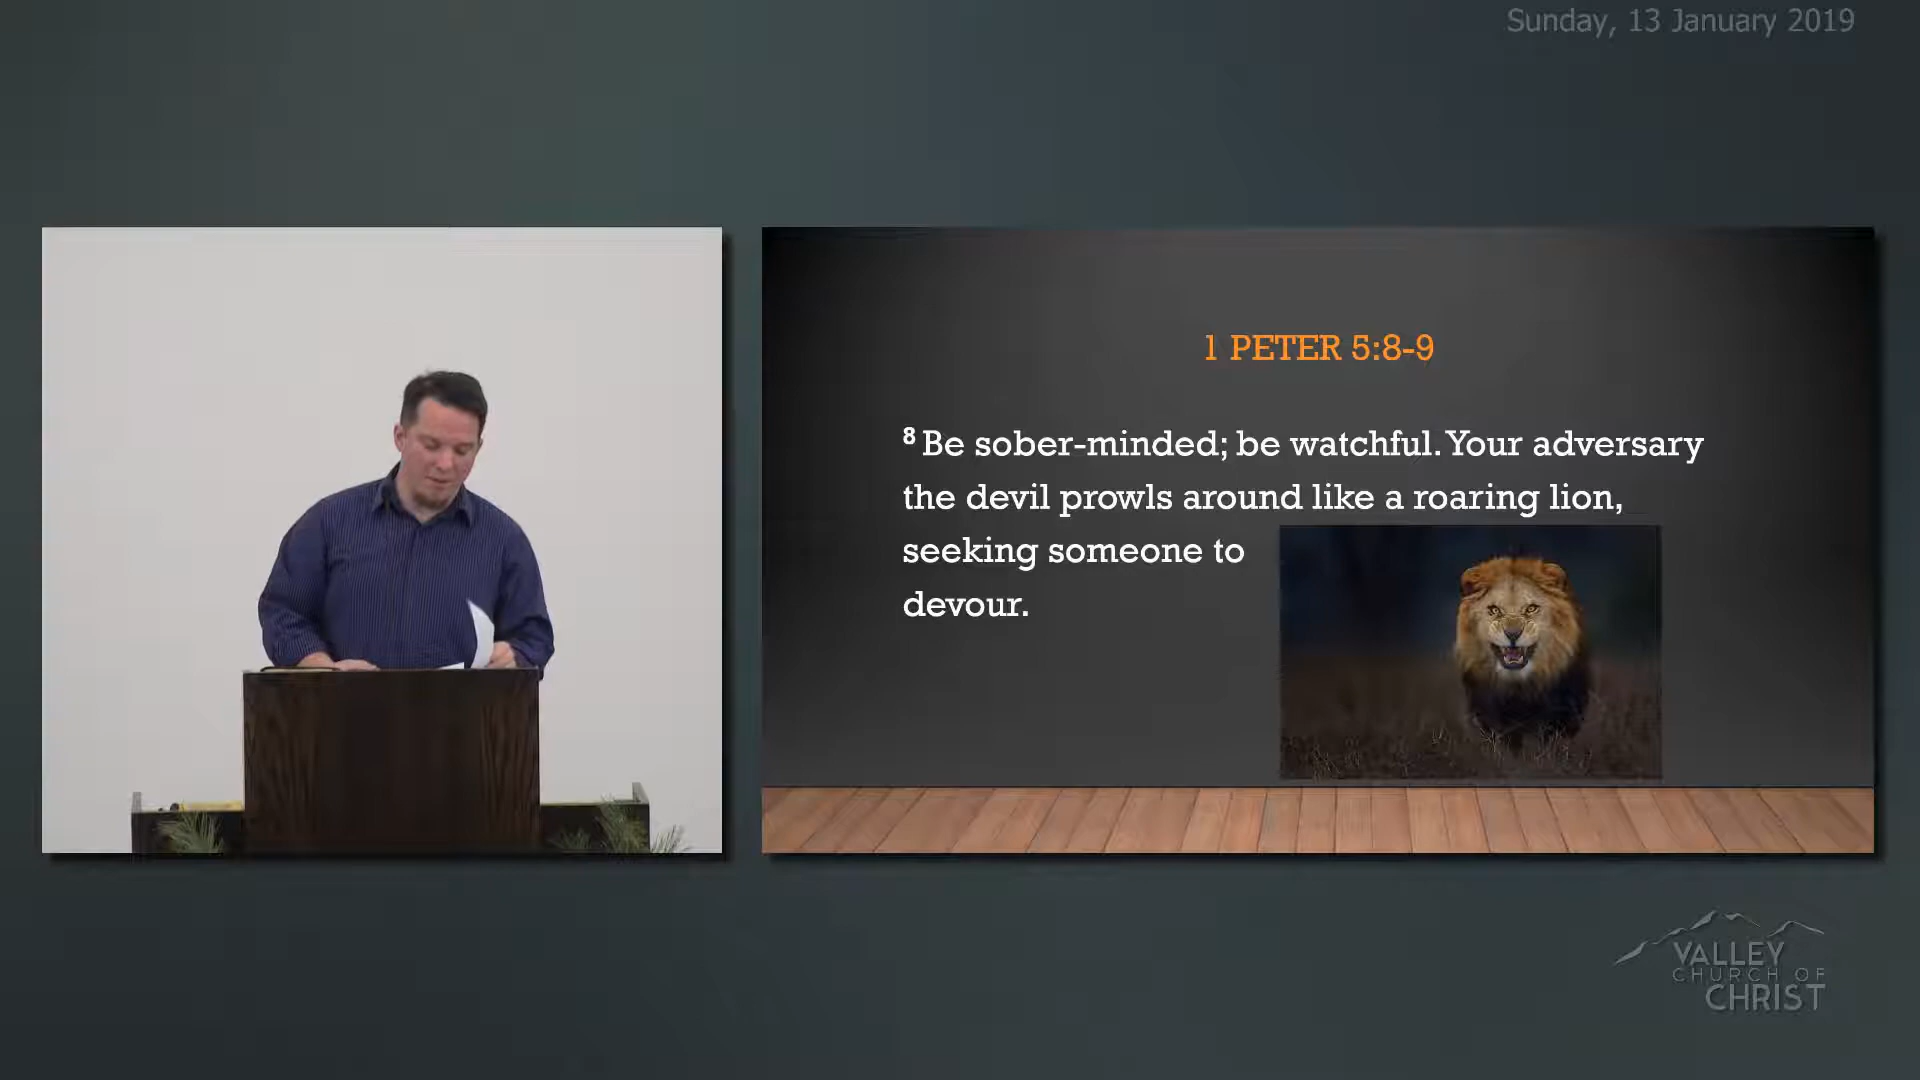 Sunday, 13 January 2019
1 PETER 5:8-9
8 Be sober-minded; be watchful. Your adversary
the devil prowls around like a roaring lion,
seeking someone to
devour.
VALLEY
CHURCH OF
CHRIST